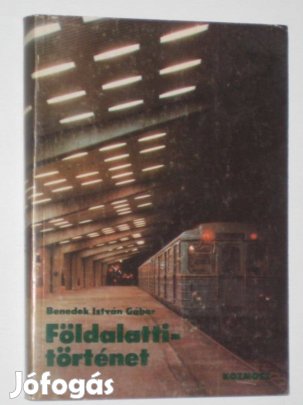 Benedek István Gábor
Földalatti-
történet
KOZMOSZ
Jófogás